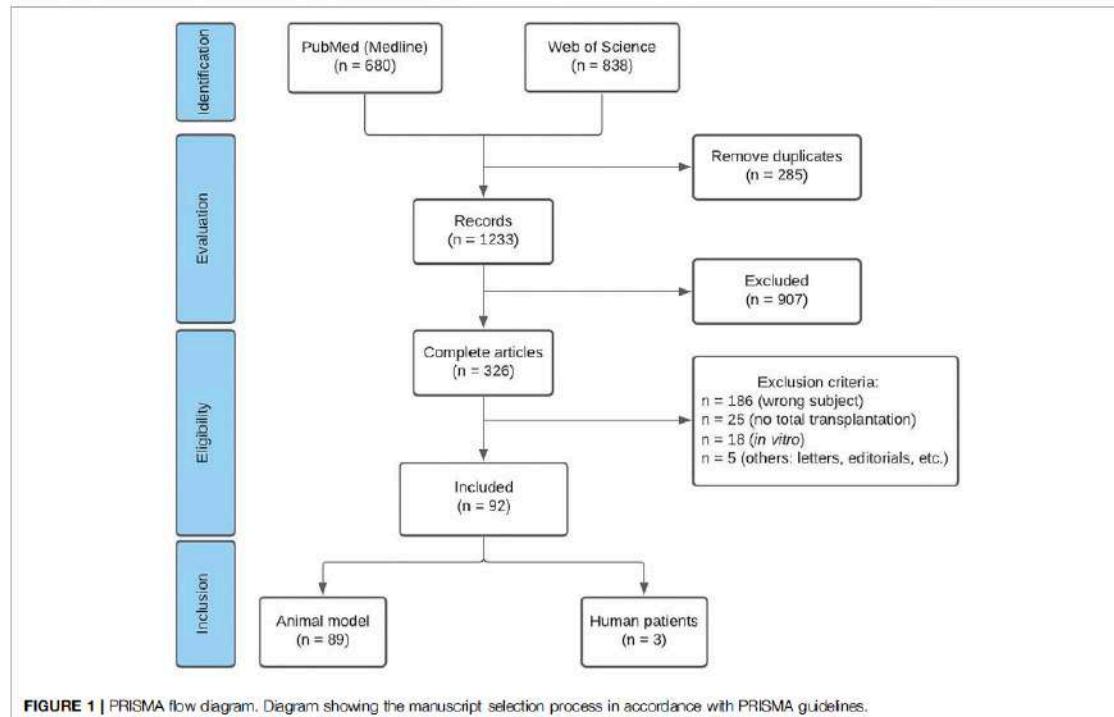 Identification
PubMed (Medline)
(n = 680)
Web of Science
(n = 838)
Evaluation
Remove duplicates
(n = 285)
Records
(n = 1233)
Excluded
(n = 907)
Eligibility
Complete articles
(n = 326)
Exclusion criteria:
n = 186 (wrong subject)
n = 25 (no total transplantation)
n = 18 (in vitro)
n = 5 (others: letters, editorials, etc.)
Included
(n = 92)
Inclusion
Animal model
(n = 89)
Human patients
(n = 3)
FIGURE 1 | PRISMA flow diagram. Diagram showing the manuscript selection process in accordance with PRISMA guidelines.